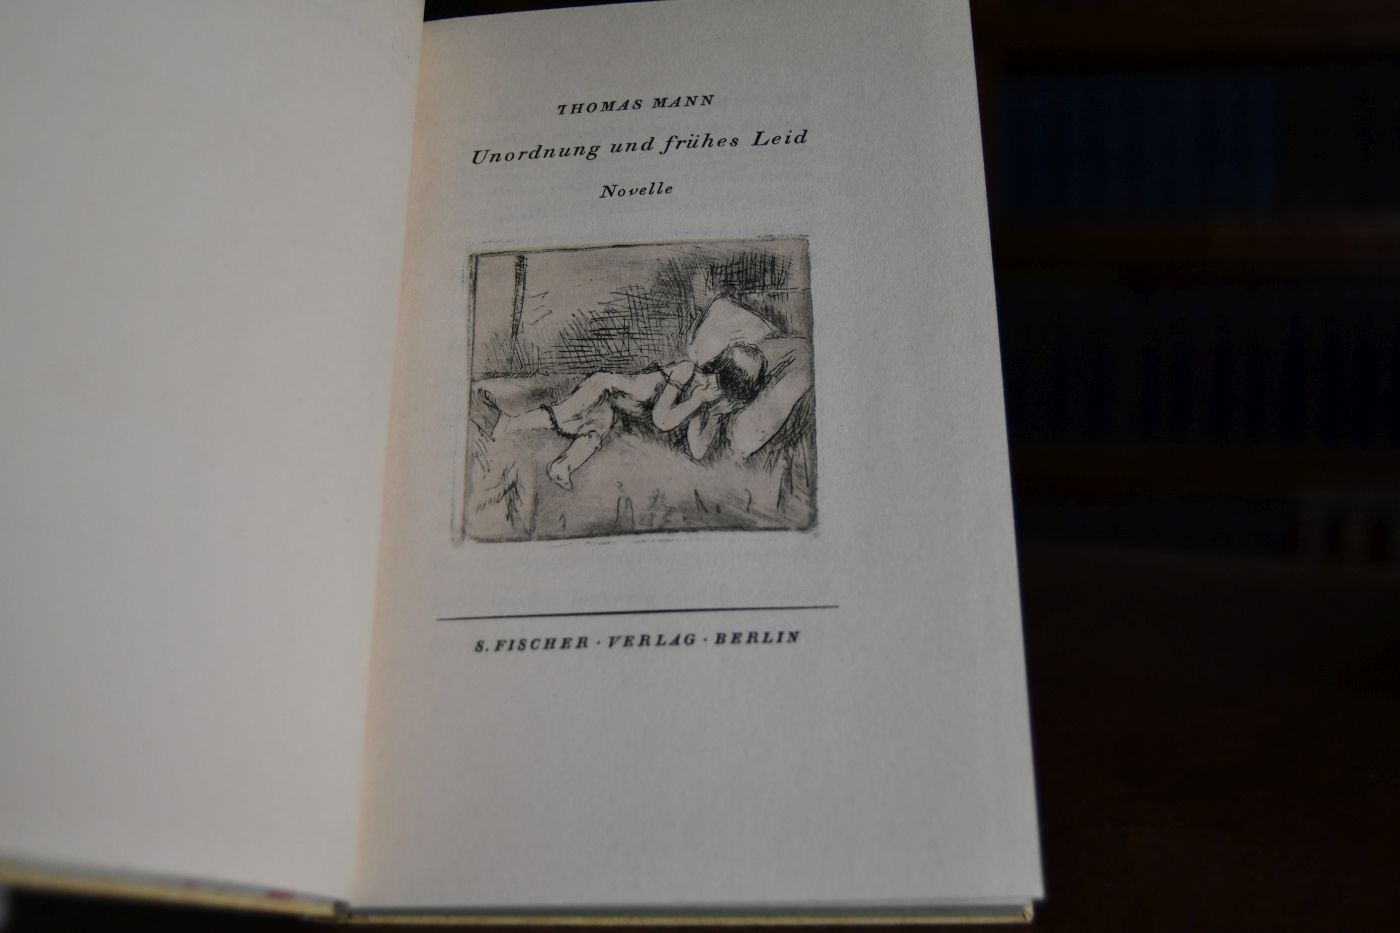 THOMAS MANN
Unordnung und frühes Leid
Novelle
S. FISCHER · VERLAG · BERLIN